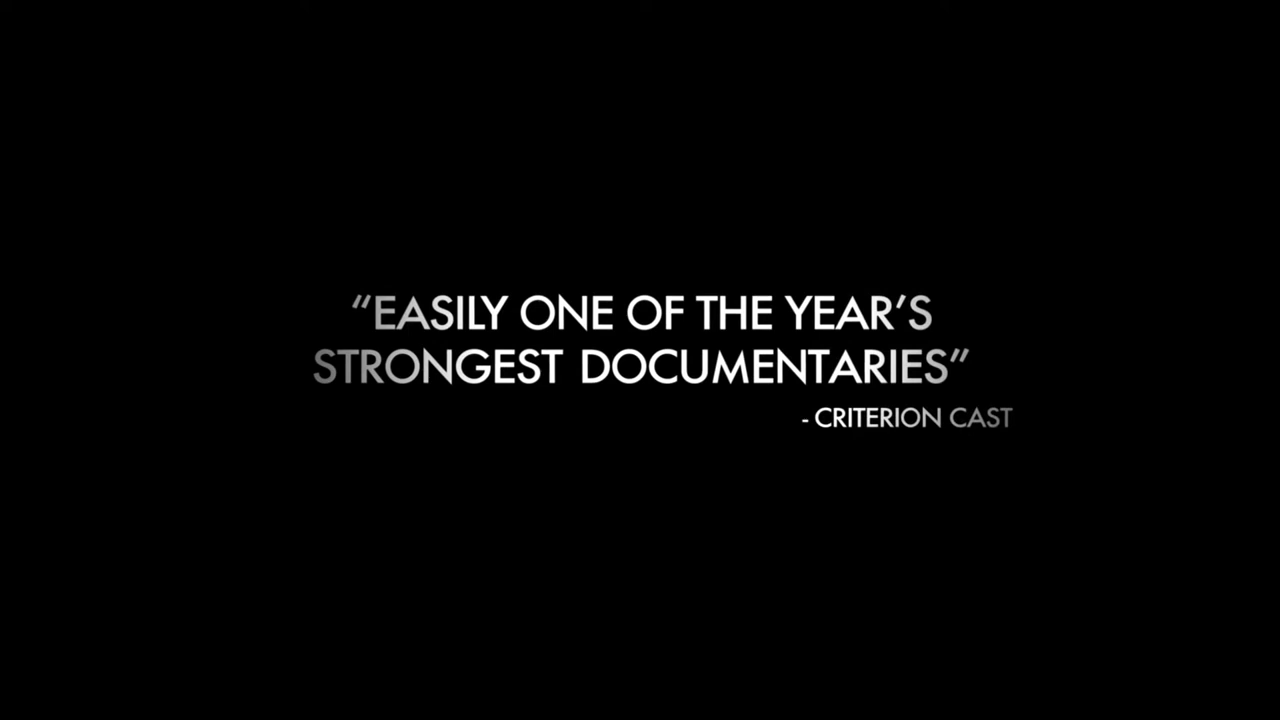 “EASILY ONE OF THE YEAR’S
STRONGEST DOCUMENTARIES”
- CRITERION CAST